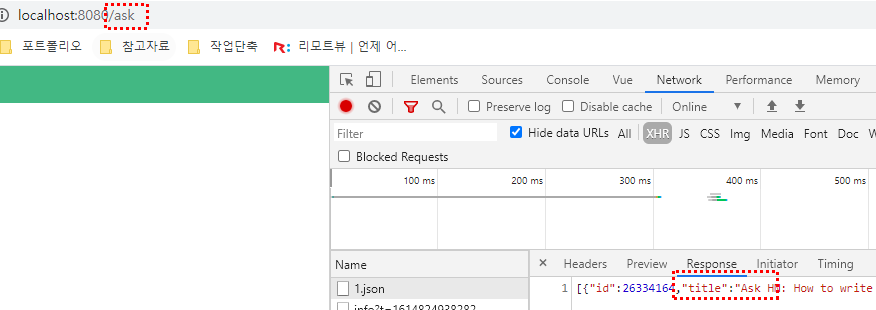 localhost:8080/ask
포트폴리오 참고자료 작업단축 리모트뷰 | 언제 어...
Elements Sources Console Vue Network Performance Memory
Preserve log Disable cache Online
Filter Hide data URLs All XHR JS CSS Img Media Font Doc
Blocked Requests
100 ms 200 ms 300 ms 400 ms 500 ms
Name × Headers Preview Response Initiator Timing
1.json 1 [{"id":26334164,"title":"Ask HN: How to write
info?t=1614824938282